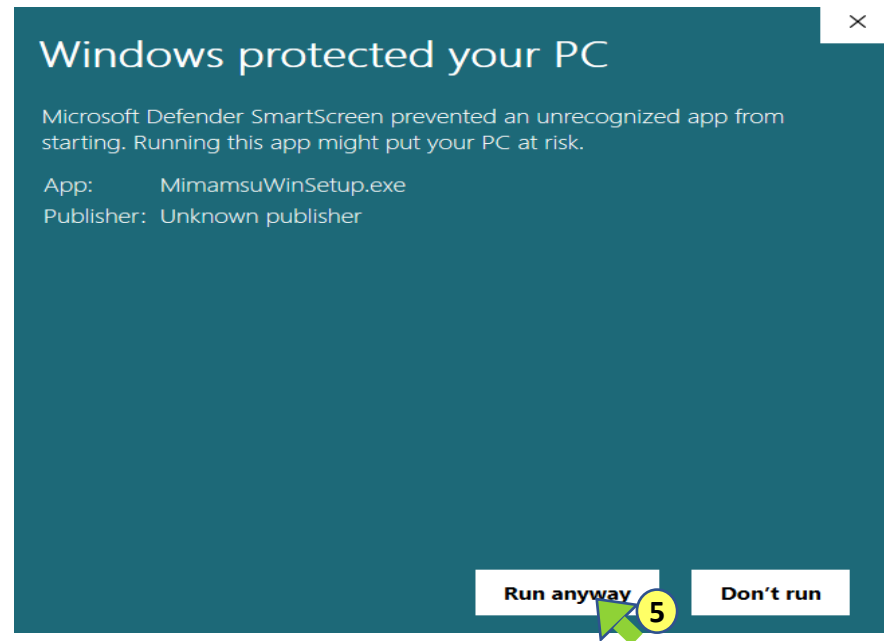 Windows protected your PC
Microsoft Defender SmartScreen prevented an unrecognized app from
starting. Running this app might put your PC at risk.
App: MimamsuWinSetup.exe
Publisher: Unknown publisher
Run anyway
Don't run
5